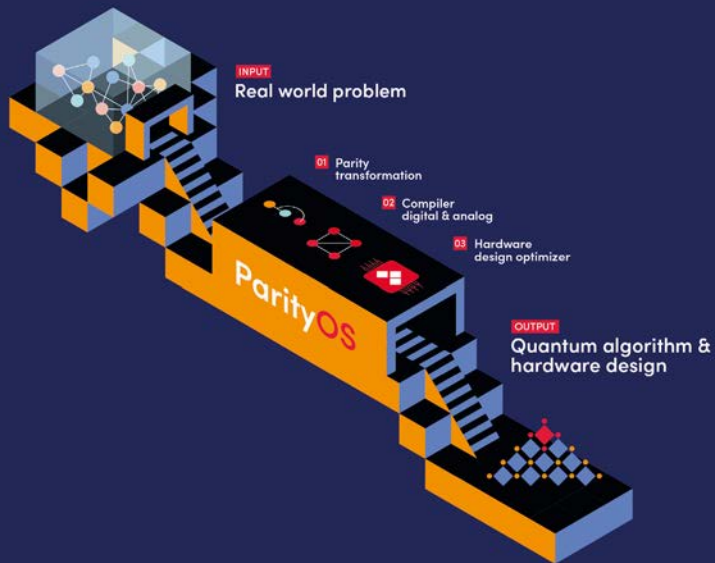 INPUT
Real world problem
01 Parity
transformation
02 Compiler
digital & analog
03 Hardware
design optimizer
ParityOS
OUTPUT
Quantum algorithm &
hardware design